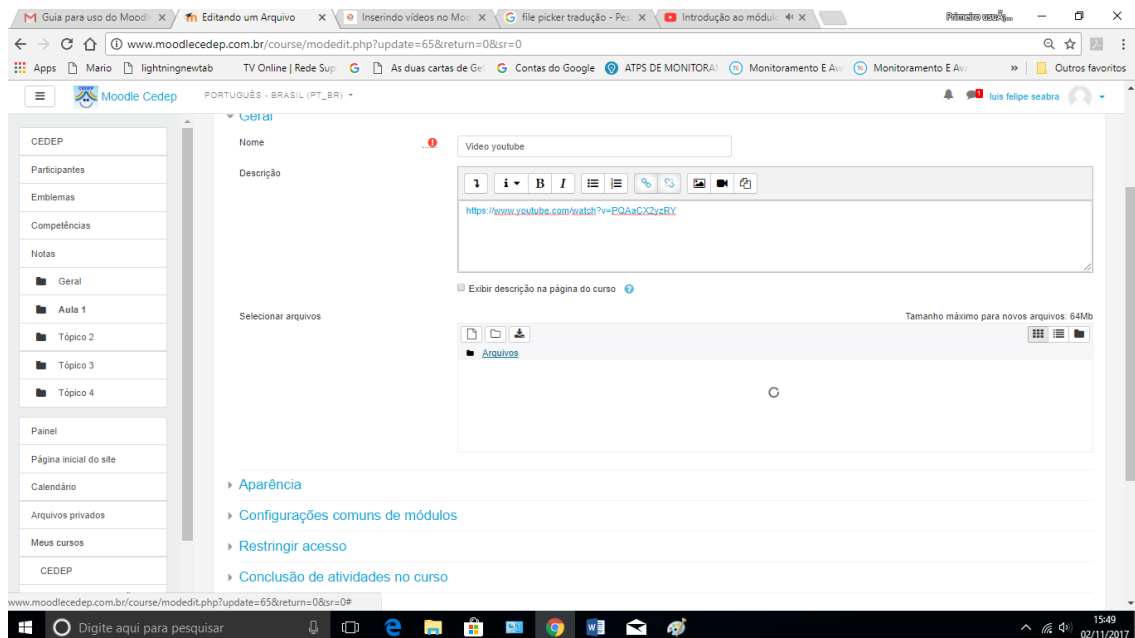 Guia para uso do Moodl
Editando um Arquivo
Inserindo vídeos no Moo
file picker tradução - Pes
Introdução ao módulo
www.moodlecedep.com.br/course/modedit.php?update=65&return=0&sr=0
Apps
Mario
lightningnewtab
TV Online | Rede Sup
As duas cartas de Ge
Contas do Google
ATPS DE MONITORA
Monitoramento E Ava
Monitoramento E Ava
»
Outros favoritos
Moodle Cedep
PORTUGUÊS - BRASIL (PT_BR)
1
luis felipe seabra
CEDEP
Participantes
Emblemas
Competências
Notas
Geral
Aula 1
Tópico 2
Tópico 3
Tópico 4
Painel
Página inicial do site
Calendário
Arquivos privados
Meus cursos
CEDEP
Geral
Nome
Video youtube
Descrição
i B I
https://www.youtube.com/watch?v=PQAaCX2yzRY
Exibir descrição na página do curso
Selecionar arquivos
Tamanho máximo para novos arquivos: 64Mb
Arquivos
Aparência
Configurações comuns de módulos
Restringir acesso
Conclusão de atividades no curso
www.moodlecedep.com.br/course/modedit.php?update=65&return=0&sr=0#
Digite aqui para pesquisar
15:49
02/11/2017